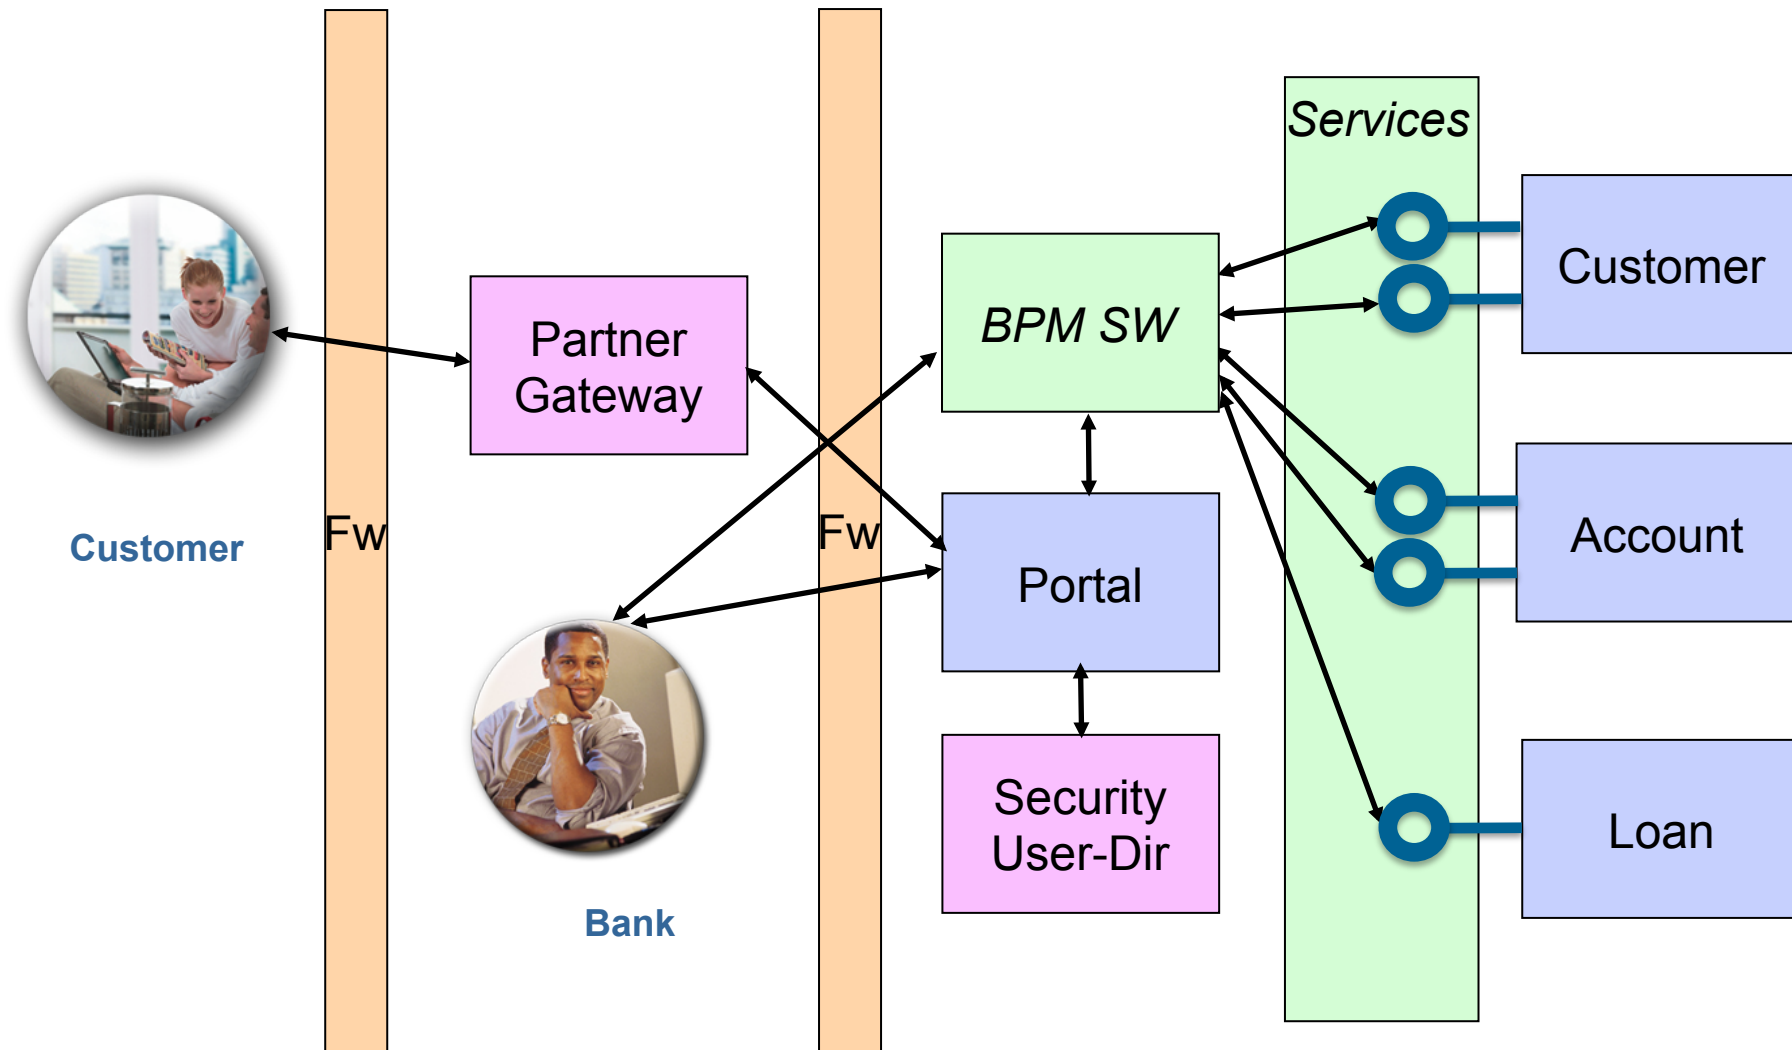 Services
Customer
Partner
Gateway
BPM SW
Customer
Fw
Fw
Portal
Account
Security
User-Dir
Loan
Bank